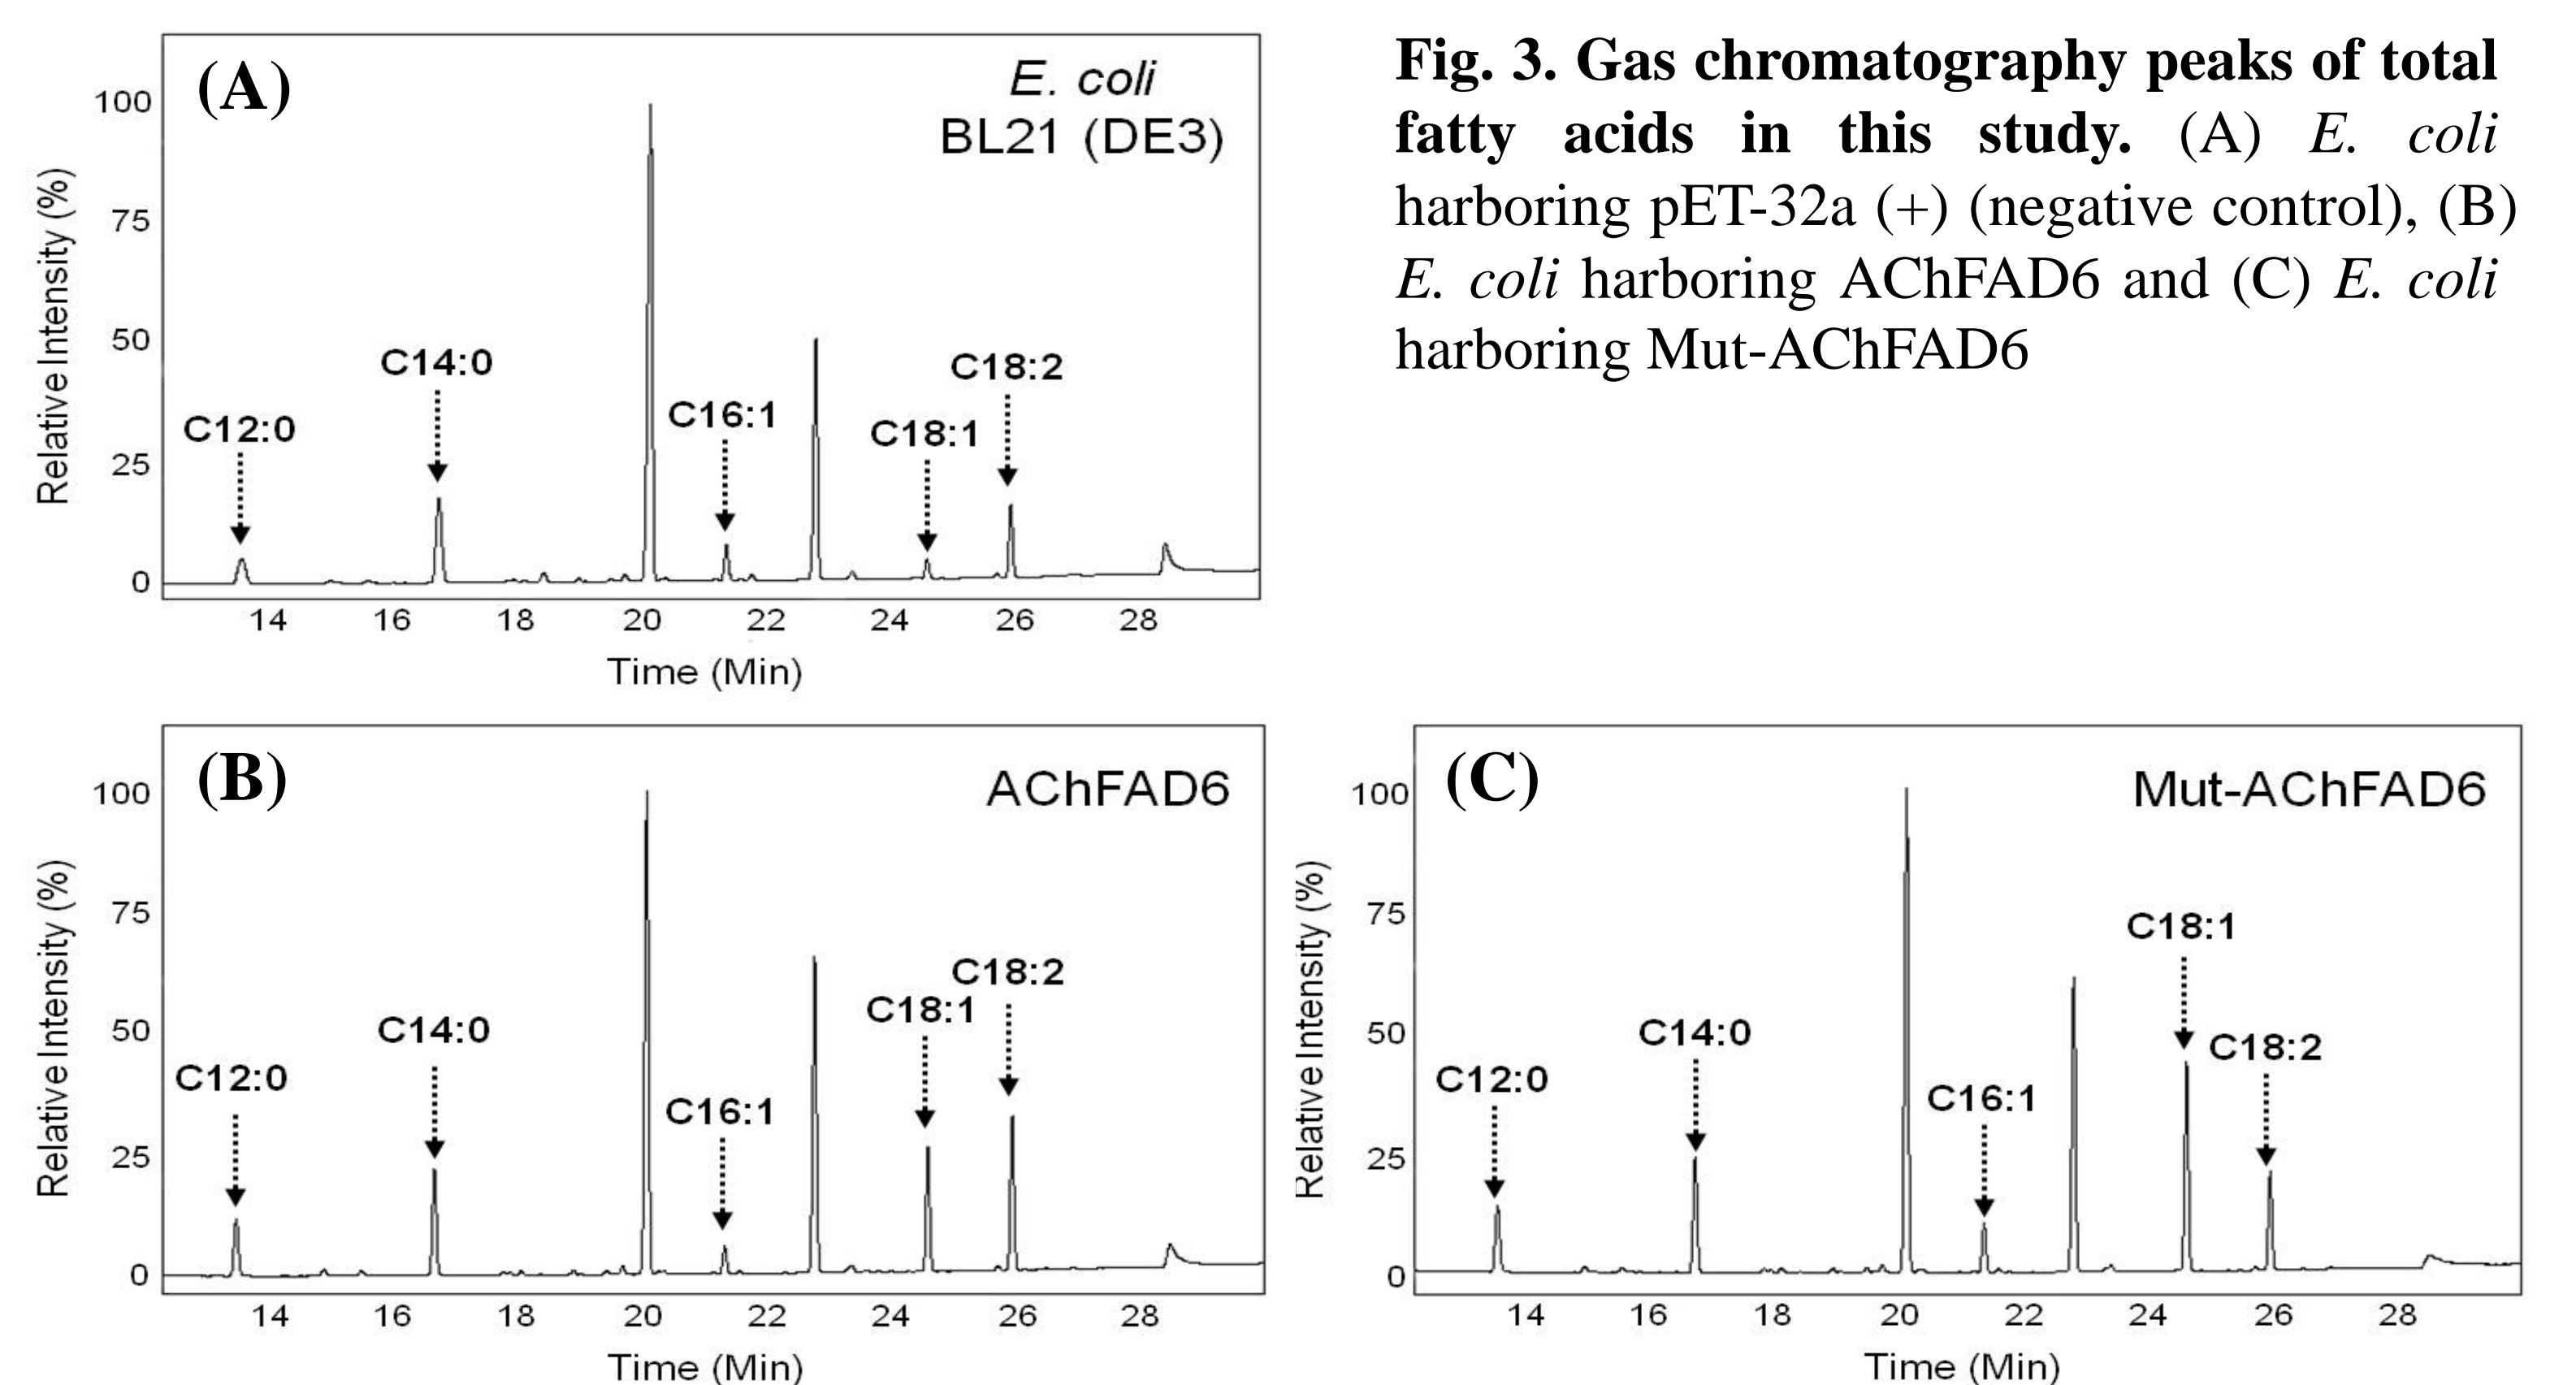 (A)
E. coli
BL21 (DE3)
Relative Intensity (%)
100
75
50
25
0
C12:0
C14:0
C16:1
C18:1
C18:2
14 16 18 20 22 24 26 28
Time (Min)
Fig. 3. Gas chromatography peaks of total
fatty acids in this study. (A) E. coli
harboring pET-32a (+) (negative control), (B)
E. coli harboring AChFAD6 and (C) E. coli
harboring Mut-AChFAD6
(B)
AChFAD6
Relative Intensity (%)
100
75
50
25
0
C12:0
C14:0
C16:1
C18:1
C18:2
14 16 18 20 22 24 26 28
Time (Min)
(C)
Mut-AChFAD6
Relative Intensity (%)
100
75
50
25
0
C12:0
C14:0
C16:1
C18:1
C18:2
14 16 18 20 22 24 26 28
Time (Min)